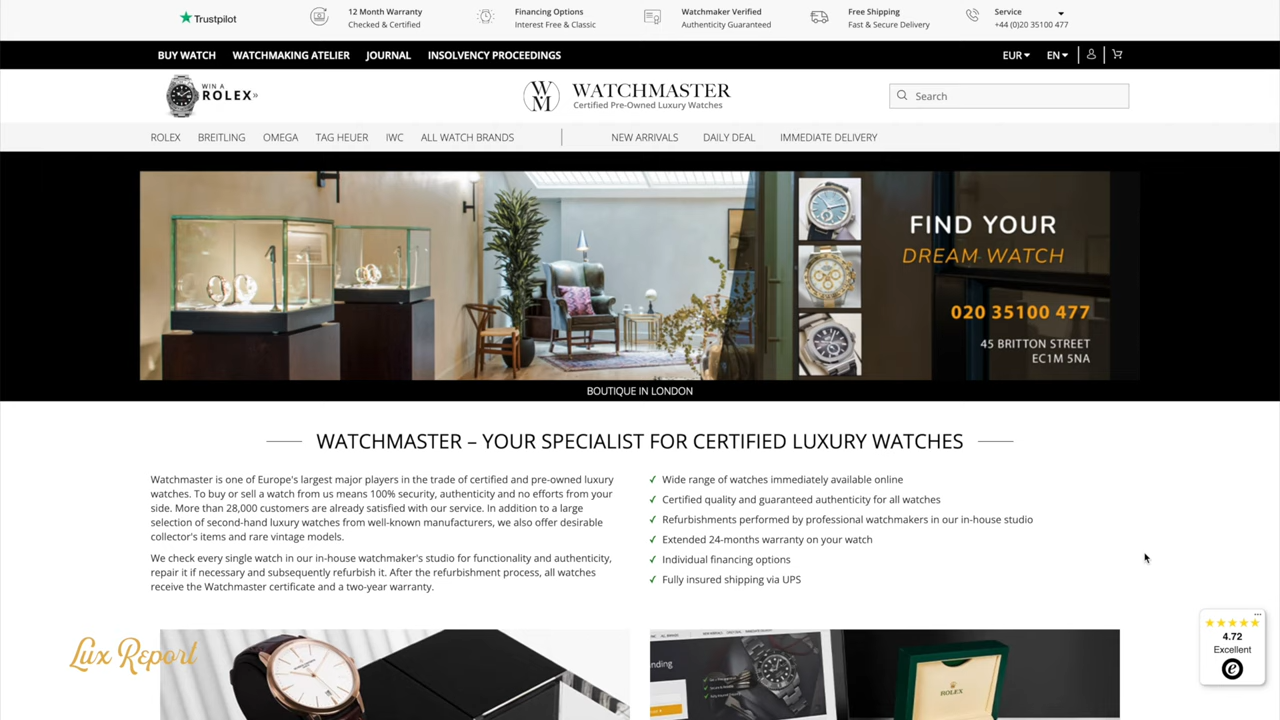 Trustpilot
12 Month Warranty
Checked & Certified
Financing Options
Interest Free & Classic
Watchmaker Verified
Authenticity Guaranteed
Free Shipping
Fast & Secure Delivery
Service
+44 (0)20 35100 477
BUY WATCH WATCHMAKING ATELIER JOURNAL INSOLVENCY PROCEEDINGS EUR EN
WIN A
ROLEX»
WM
WATCHMASTER
Certified Pre-Owned Luxury Watches
Search
ROLEX BREITLING OMEGA TAG HEUER IWC ALL WATCH BRANDS NEW ARRIVALS DAILY DEAL IMMEDIATE DELIVERY
FIND YOUR
DREAM WATCH
020 35100 477
45 BRITTON STREET
EC1M 5NA
BOUTIQUE IN LONDON
WATCHMASTER – YOUR SPECIALIST FOR CERTIFIED LUXURY WATCHES
Watchmaster is one of Europe's largest major players in the trade of certified and pre-owned luxury
watches. To buy or sell a watch from us means 100% security, authenticity and no efforts from your
side. More than 28,000 customers are already satisfied with our service. In addition to a large
selection of second-hand luxury watches from well-known manufacturers, we also offer desirable
collector's items and rare vintage models.
We check every single watch in our in-house watchmaker's studio for functionality and authenticity,
repair it if necessary and subsequently refurbish it. After the refurbishment process, all watches
receive the Watchmaster certificate and a two-year warranty.
✓ Wide range of watches immediately available online
✓ Certified quality and guaranteed authenticity for all watches
✓ Refurbishments performed by professional watchmakers in our in-house studio
✓ Extended 24-months warranty on your watch
✓ Individual financing options
✓ Fully insured shipping via UPS
Lux Report
ROLEX
4.72
Excellent
e